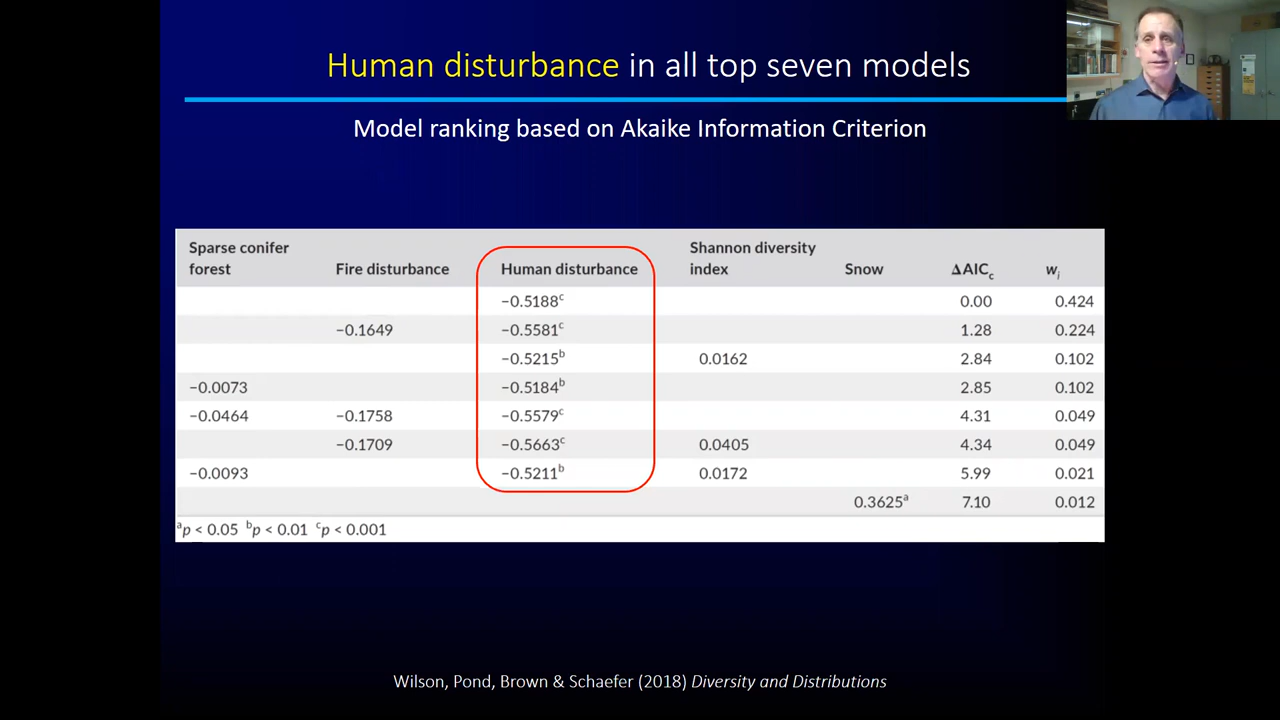 Human disturbance in all top seven models
Model ranking based on Akaike Information Criterion
Sparse conifer forest Fire disturbance Human disturbance Shannon diversity index Snow ΔAICc wi
−0.5188c 0.00 0.424
−0.1649 −0.5581c 1.28 0.224
−0.5215b 0.0162 2.84 0.102
−0.0073 −0.5184b 2.85 0.102
−0.0464 −0.1758 −0.5579c 4.31 0.049
−0.1709 −0.5663c 0.0405 4.34 0.049
−0.0093 −0.5211b 0.0172 5.99 0.021
0.3625a 7.10 0.012
ap < 0.05 bp < 0.01 cp < 0.001
Wilson, Pond, Brown & Schaefer (2018) Diversity and Distributions